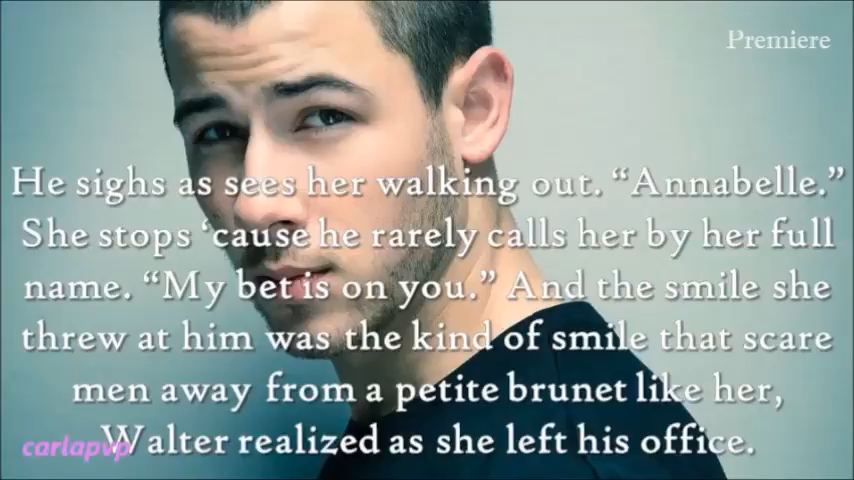 Premiere
He sighs as sees her walking out. “Annabelle.”
She stops ‘cause he rarely calls her by her full
name. “My bet is on you.” And the smile she
threw at him was the kind of smile that scare
men away from a petite brunet like her,
Walter realized as she left his office.
carlapvp